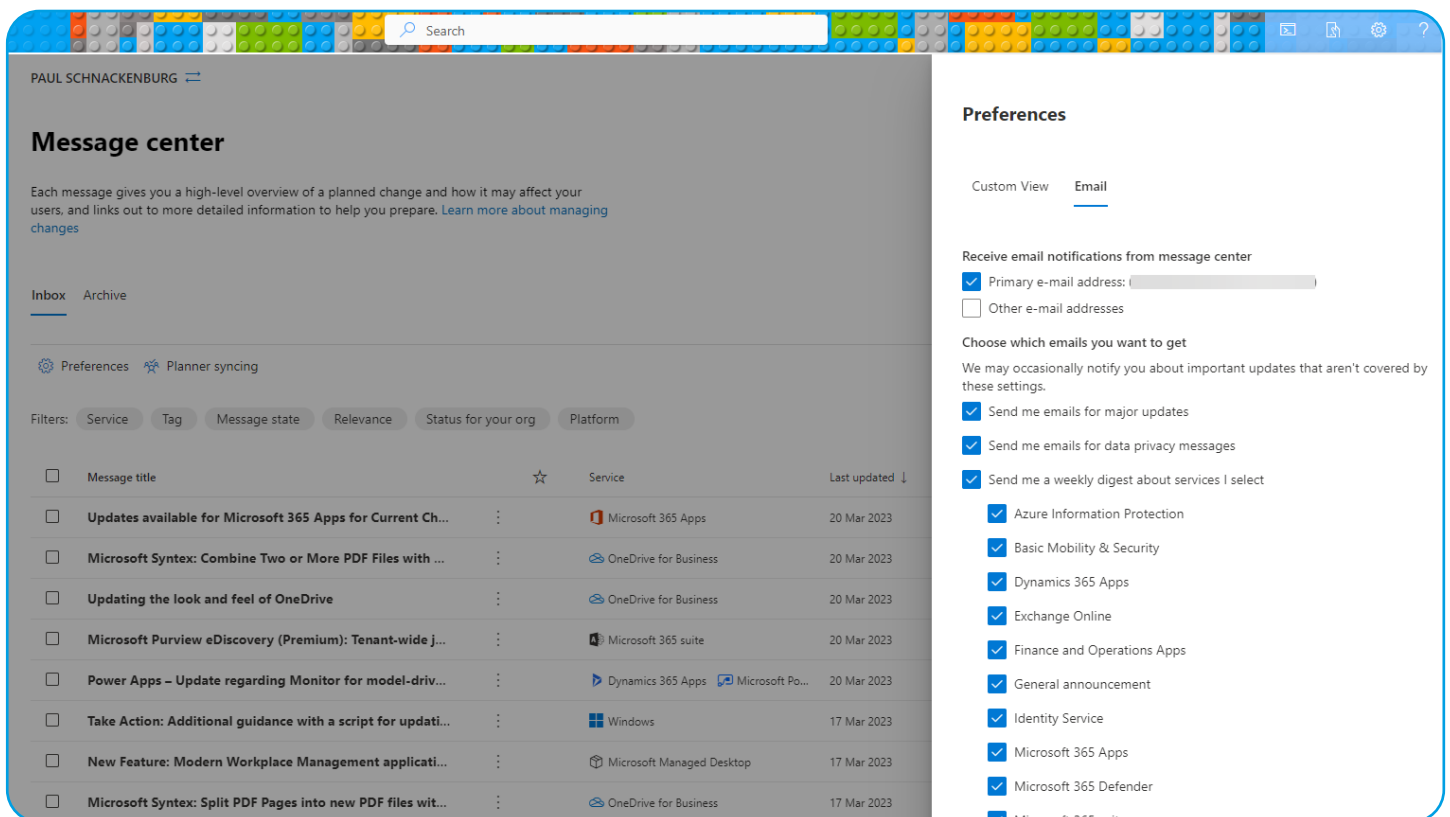 Search
?
PAUL SCHNACKENBURG
Message center
Each message gives you a high-level overview of a planned change and how it may affect your
users, and links out to more detailed information to help you prepare. Learn more about managing
changes
Inbox Archive
Preferences Planner syncing
Filters: Service Tag Message state Relevance Status for your org Platform
Message title Service Last updated ↓
Updates available for Microsoft 365 Apps for Current Ch... Microsoft 365 Apps 20 Mar 2023
Microsoft Syntex: Combine Two or More PDF Files with ... OneDrive for Business 20 Mar 2023
Updating the look and feel of OneDrive OneDrive for Business 20 Mar 2023
Microsoft Purview eDiscovery (Premium): Tenant-wide j... Microsoft 365 suite 20 Mar 2023
Power Apps – Update regarding Monitor for model-driv... Dynamics 365 Apps Microsoft Po... 20 Mar 2023
Take Action: Additional guidance with a script for updati... Windows 17 Mar 2023
New Feature: Modern Workplace Management applicati... Microsoft Managed Desktop 17 Mar 2023
Microsoft Syntex: Split PDF Pages into new PDF files wit... OneDrive for Business 17 Mar 2023
Preferences
Custom View Email
Receive email notifications from message center
Primary e-mail address: ( )
Other e-mail addresses
Choose which emails you want to get
We may occasionally notify you about important updates that aren't covered by
these settings.
Send me emails for major updates
Send me emails for data privacy messages
Send me a weekly digest about services I select
Azure Information Protection
Basic Mobility & Security
Dynamics 365 Apps
Exchange Online
Finance and Operations Apps
General announcement
Identity Service
Microsoft 365 Apps
Microsoft 365 Defender